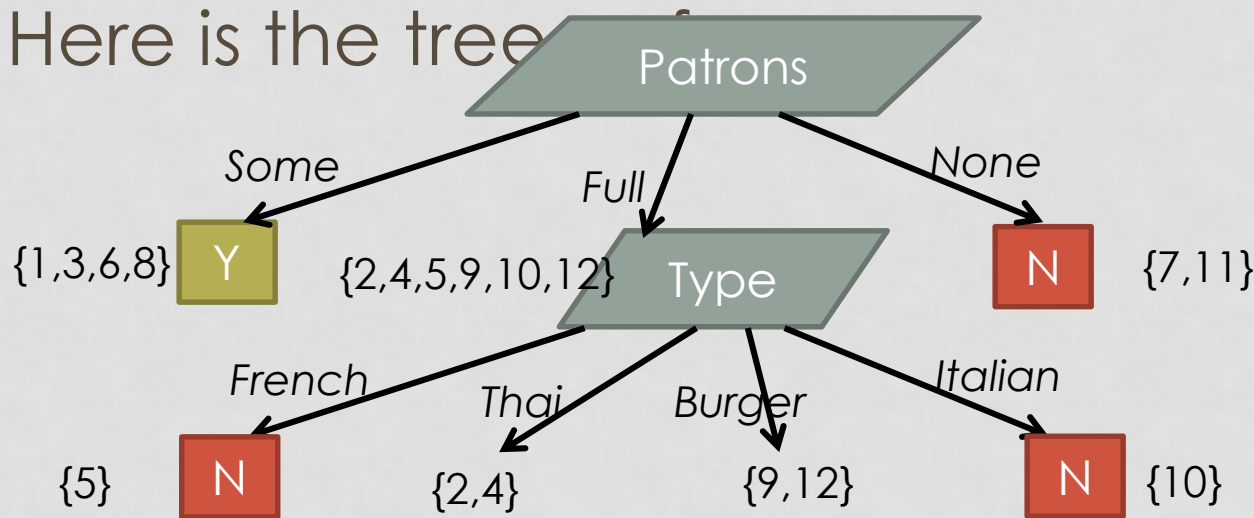 Here is the tree
Patrons
Some
Full
None
{1,3,6,8}
Y
{2,4,5,9,10,12}
Type
N
{7,11}
French
Thai
Burger
Italian
{5}
N
{2,4}
{9,12}
N
{10}